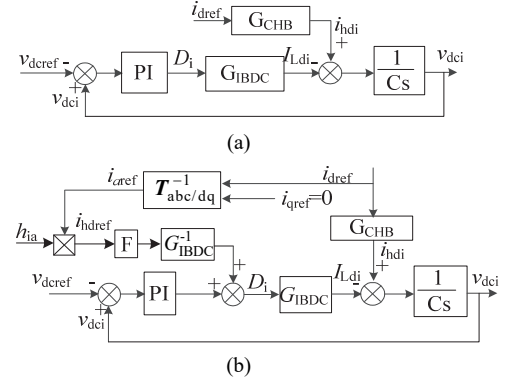 i_dref G_CHB i_hdi
+
v_dcref - PI D_i G_IBDC I_Ldi - 1/Cs v_dci
+
v_dci
(a)
i_aref T^-1_abc/dq i_dref
i_qref=0
i_hdref G_CHB
h_ia F G^-1_IBDC i_hdi
+ +
v_dcref - PI + D_i G_IBDC I_Ldi - 1/Cs v_dci
+
v_dci
(b)